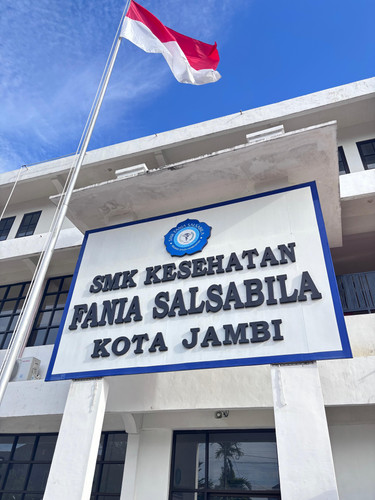 SMK KESEHATAN
FANIA SALSABILA
KOTA JAMBI